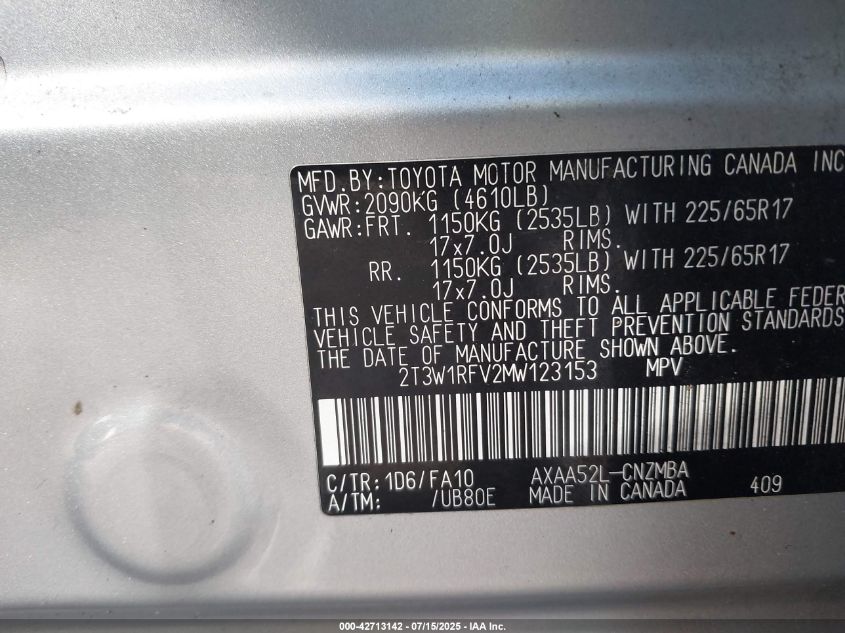 MFD.BY:TOYOTA MOTOR MANUFACTURING CANADA INC
GVWR:2090KG (4610LB)
GAWR:FRT. 1150KG (2535LB) WITH 225/65R17
17x7.0J RIMS.
RR. 1150KG (2535LB) WITH 225/65R17
17x7.0J RIMS.
THIS VEHICLE CONFORMS TO ALL APPLICABLE FEDER
VEHICLE SAFETY AND THEFT PREVENTION STANDARDS
THE DATE OF MANUFACTURE SHOWN ABOVE.
2T3W1RFV2MW123153 MPV
C/TR:1D6/FA10 AXAA52L-CNZMBA
A/TM: /UB80E MADE IN CANADA 409
000-42713142 - 07/15/2025 - IAA Inc.